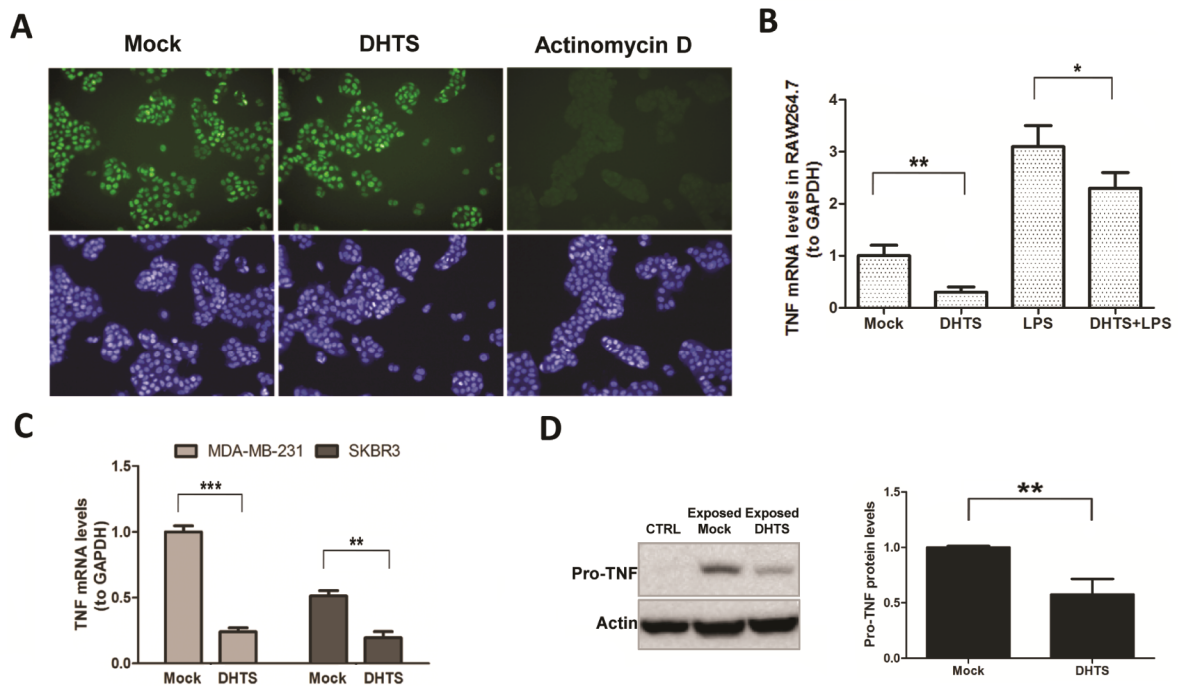 A
Mock
DHTS
Actinomycin D
B
TNF mRNA levels in RAW264.7
(to GAPDH)
4
3
2
1
0
**
*
Mock
DHTS
LPS
DHTS+LPS
C
MDA-MB-231
SKBR3
TNF mRNA levels
(to GAPDH)
1.5
1.0
0.5
0.0
***
**
Mock
DHTS
Mock
DHTS
D
CTRL
Exposed
Mock
Exposed
DHTS
Pro-TNF
Actin
Pro-TNF protein levels
1.5
1.0
0.5
0.0
**
Mock
DHTS